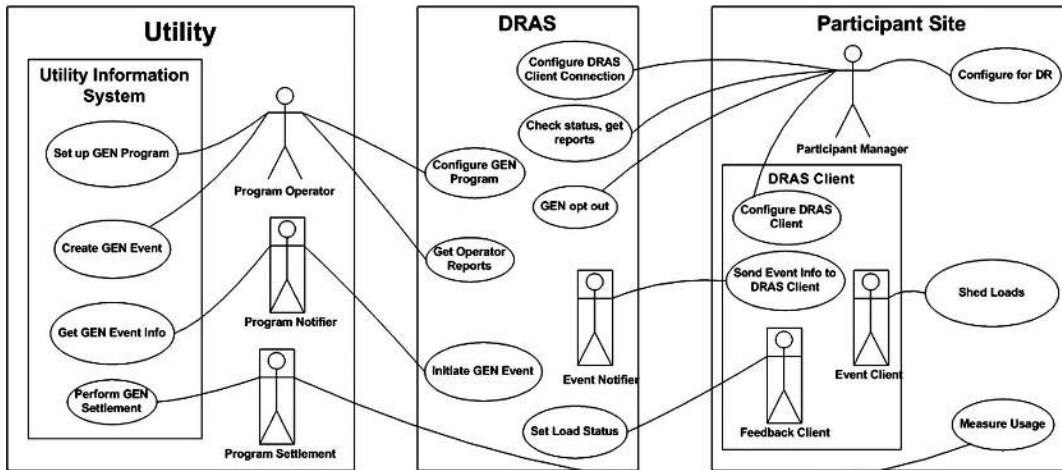 Utility
Utility Information
System
Set up GEN Program
Create GEN Event
Get GEN Event Info
Perform GEN
Settlement
Program Operator
Program Notifier
Program Settlement
DRAS
Configure DRAS
Client Connection
Check status, get
reports
Configure GEN
Program
GEN opt out
Get Operator
Reports
Initiate GEN Event
Event Notifier
Set Load Status
Participant Site
Configure for DR
Participant Manager
DRAS Client
Configure DRAS
Client
Send Event Info to
DRAS Client
Shed Loads
Event Client
Feedback Client
Measure Usage